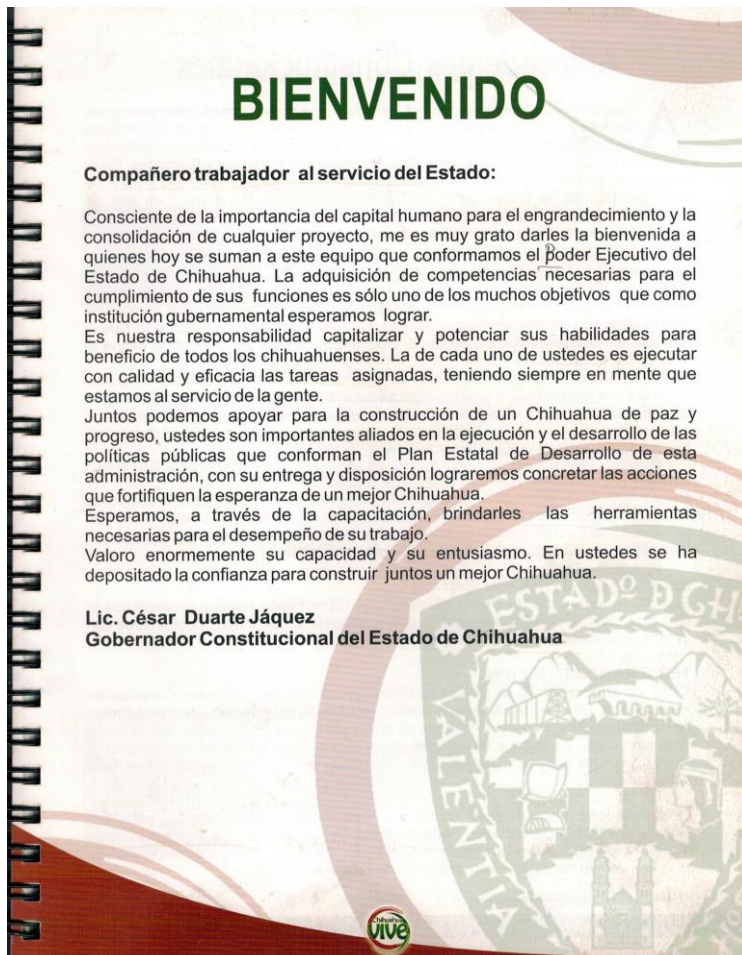 BIENVENIDO
Compañero trabajador al servicio del Estado:
Consciente de la importancia del capital humano para el engrandecimiento y la
consolidación de cualquier proyecto, me es muy grato darles la bienvenida a
quienes hoy se suman a este equipo que conformamos el poder Ejecutivo del
Estado de Chihuahua. La adquisición de competencias necesarias para el
cumplimiento de sus funciones es sólo uno de los muchos objetivos que como
institución gubernamental esperamos lograr.
Es nuestra responsabilidad capitalizar y potenciar sus habilidades para
beneficio de todos los chihuahuenses. La de cada uno de ustedes es ejecutar
con calidad y eficacia las tareas asignadas, teniendo siempre en mente que
estamos al servicio de la gente.
Juntos podemos apoyar para la construcción de un Chihuahua de paz y
progreso, ustedes son importantes aliados en la ejecución y el desarrollo de las
políticas públicas que conforman el Plan Estatal de Desarrollo de esta
administración, con su entrega y disposición lograremos concretar las acciones
que fortifiquen la esperanza de un mejor Chihuahua.
Esperamos, a través de la capacitación, brindarles las herramientas
necesarias para el desempeño de su trabajo.
Valoro enormemente su capacidad y su entusiasmo. En ustedes se ha
depositado la confianza para construir juntos un mejor Chihuahua.
Lic. César Duarte Jáquez
Gobernador Constitucional del Estado de Chihuahua
ESTADO D CH
VALENTIA
Chihuahua
vive